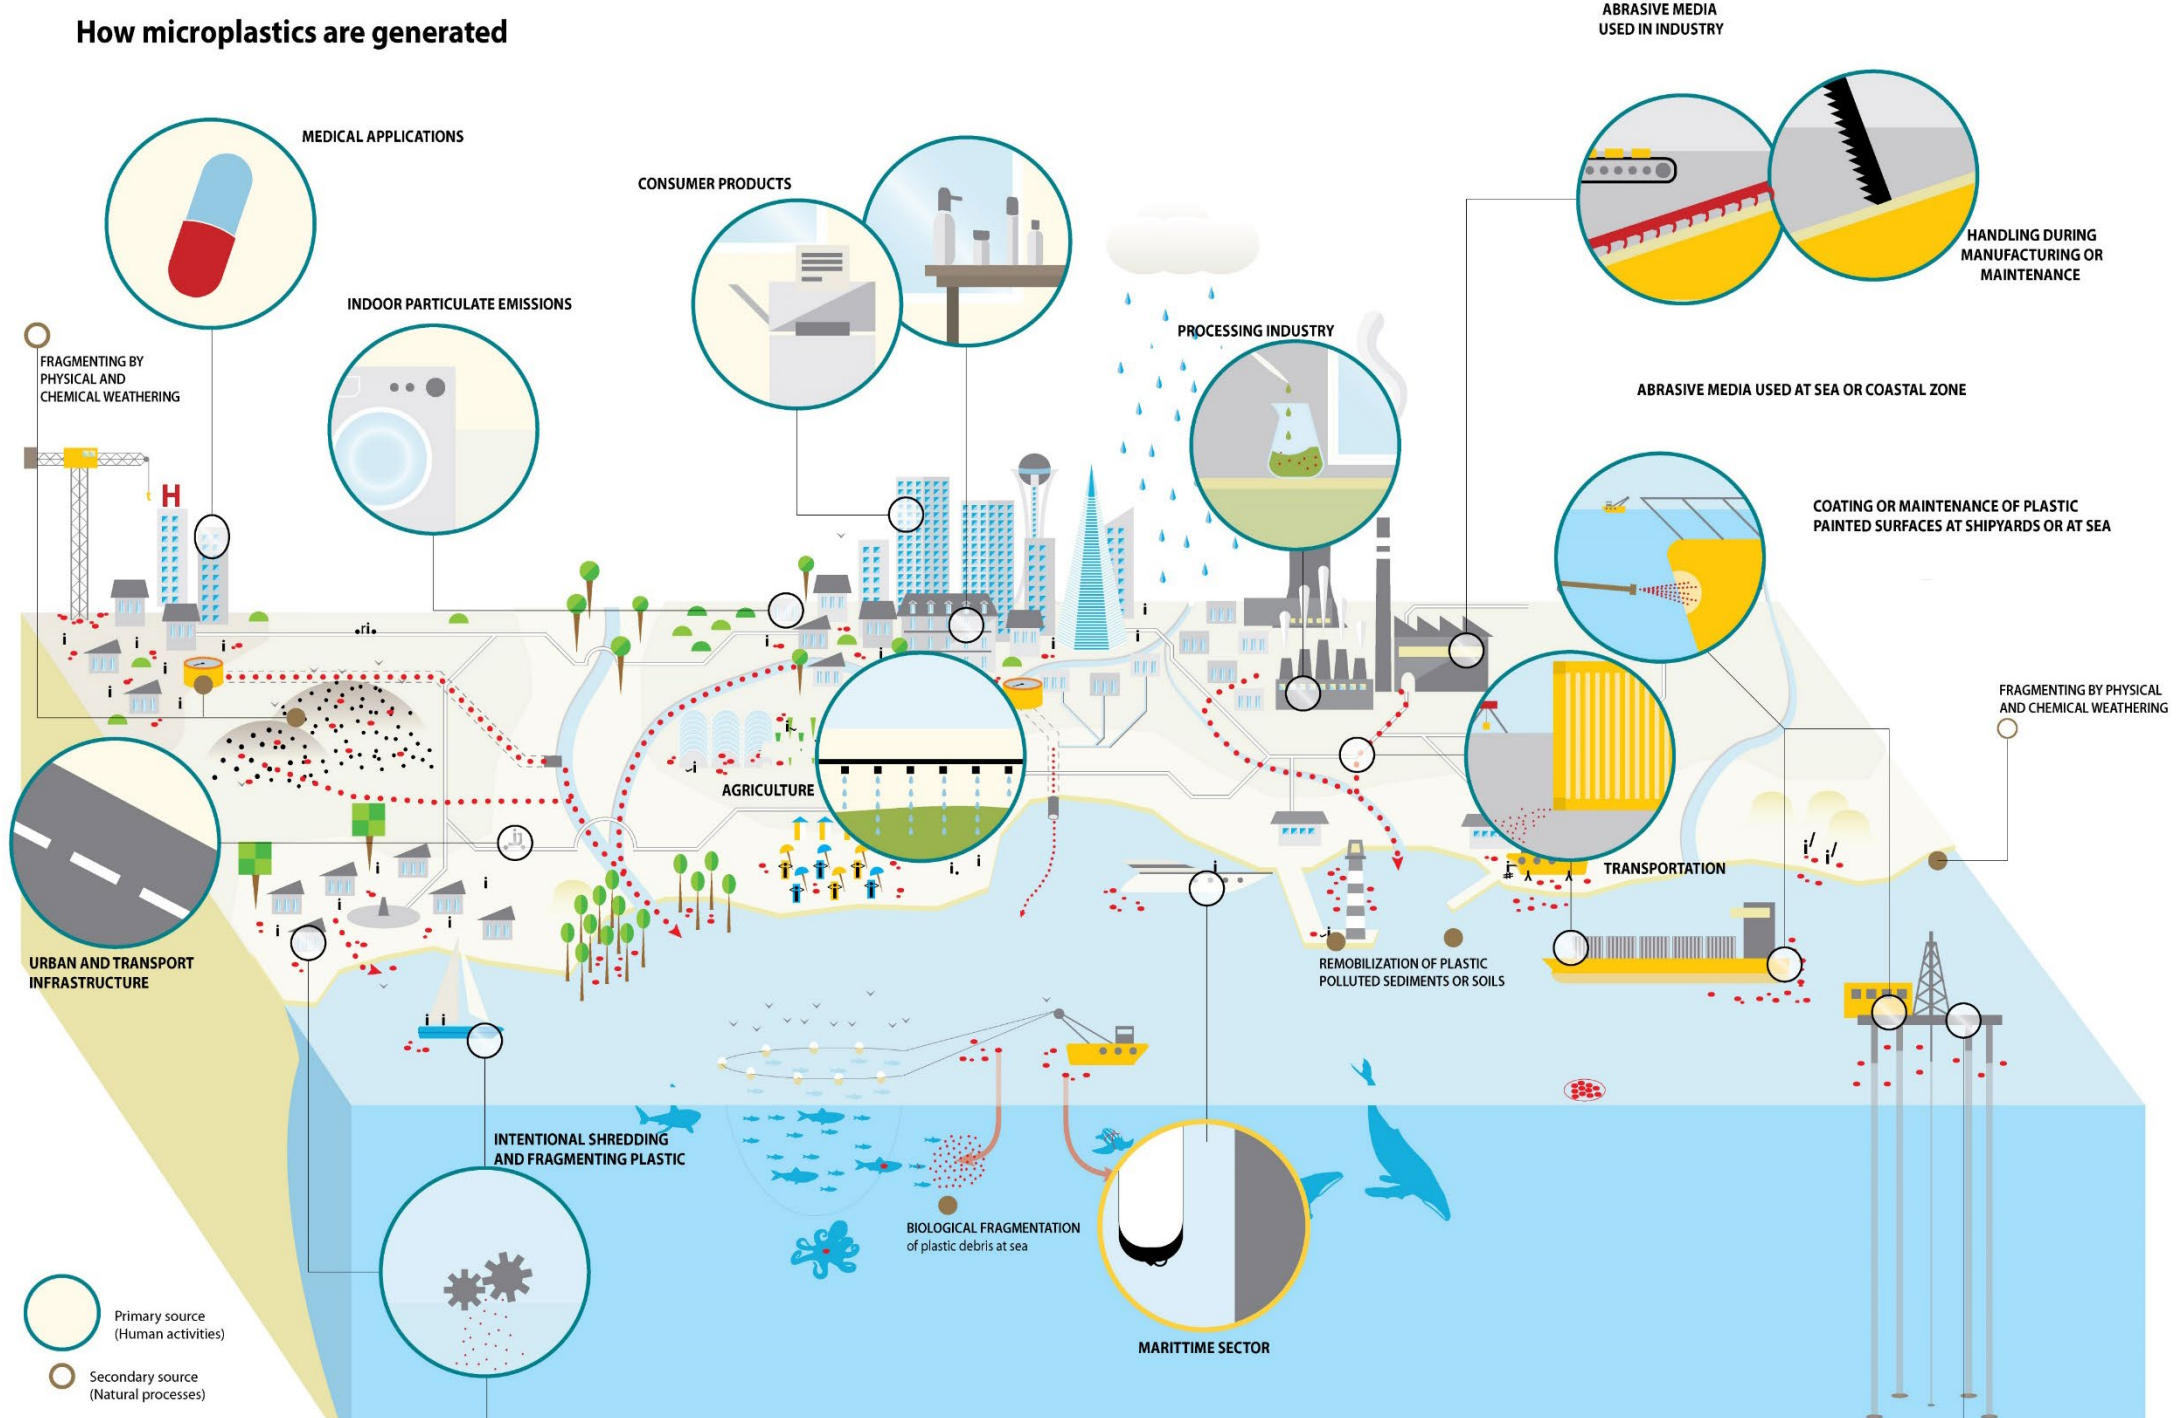 How microplastics are generated
ABRASIVE MEDIA
USED IN INDUSTRY
MEDICAL APPLICATIONS
CONSUMER PRODUCTS
HANDLING DURING
MANUFACTURING OR
MAINTENANCE
INDOOR PARTICULATE EMISSIONS
PROCESSING INDUSTRY
FRAGMENTING BY
PHYSICAL AND
CHEMICAL WEATHERING
ABRASIVE MEDIA USED AT SEA OR COASTAL ZONE
H
COATING OR MAINTENANCE OF PLASTIC
PAINTED SURFACES AT SHIPYARDS OR AT SEA
FRAGMENTING BY PHYSICAL
AND CHEMICAL WEATHERING
AGRICULTURE
TRANSPORTATION
URBAN AND TRANSPORT
INFRASTRUCTURE
REMOBILIZATION OF PLASTIC
POLLUTED SEDIMENTS OR SOILS
INTENTIONAL SHREDDING
AND FRAGMENTING PLASTIC
BIOLOGICAL FRAGMENTATION
of plastic debris at sea
MARITTIME SECTOR
Primary source
(Human activities)
Secondary source
(Natural processes)